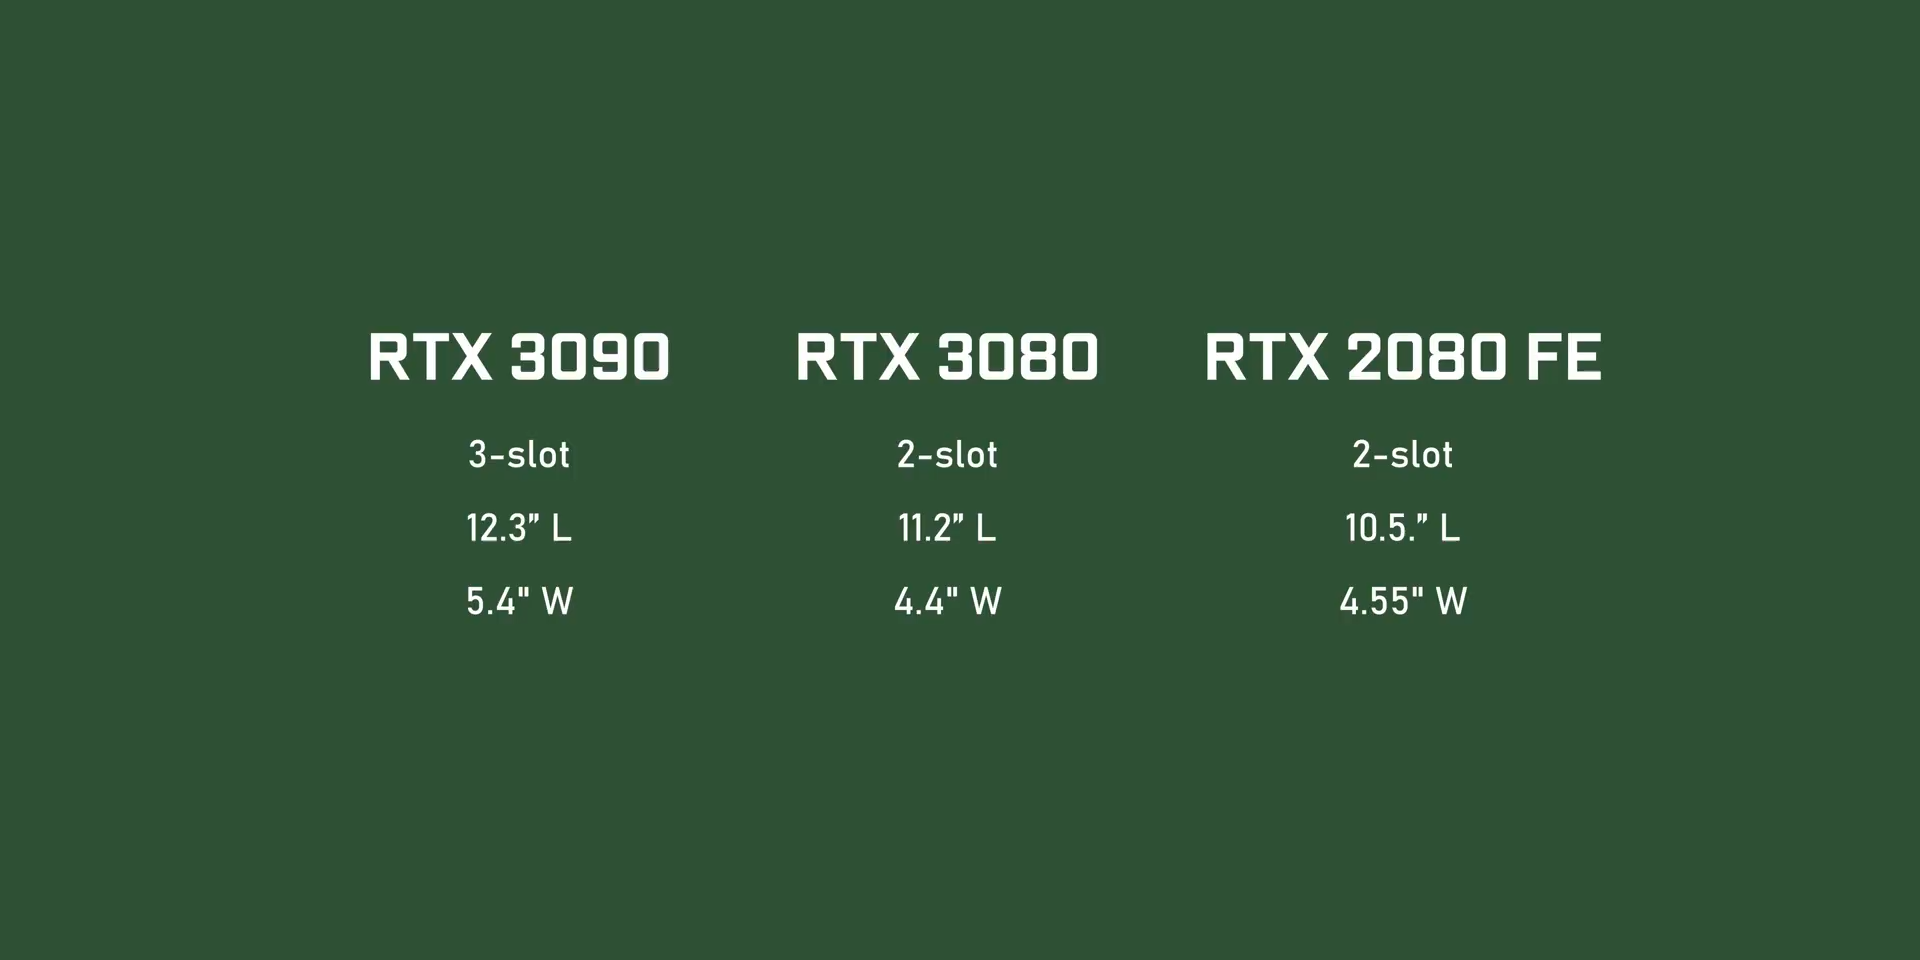 RTX 3090 RTX 3080 RTX 2080 FE
3-slot 2-slot 2-slot
12.3” L 11.2” L 10.5.” L
5.4" W 4.4" W 4.55" W